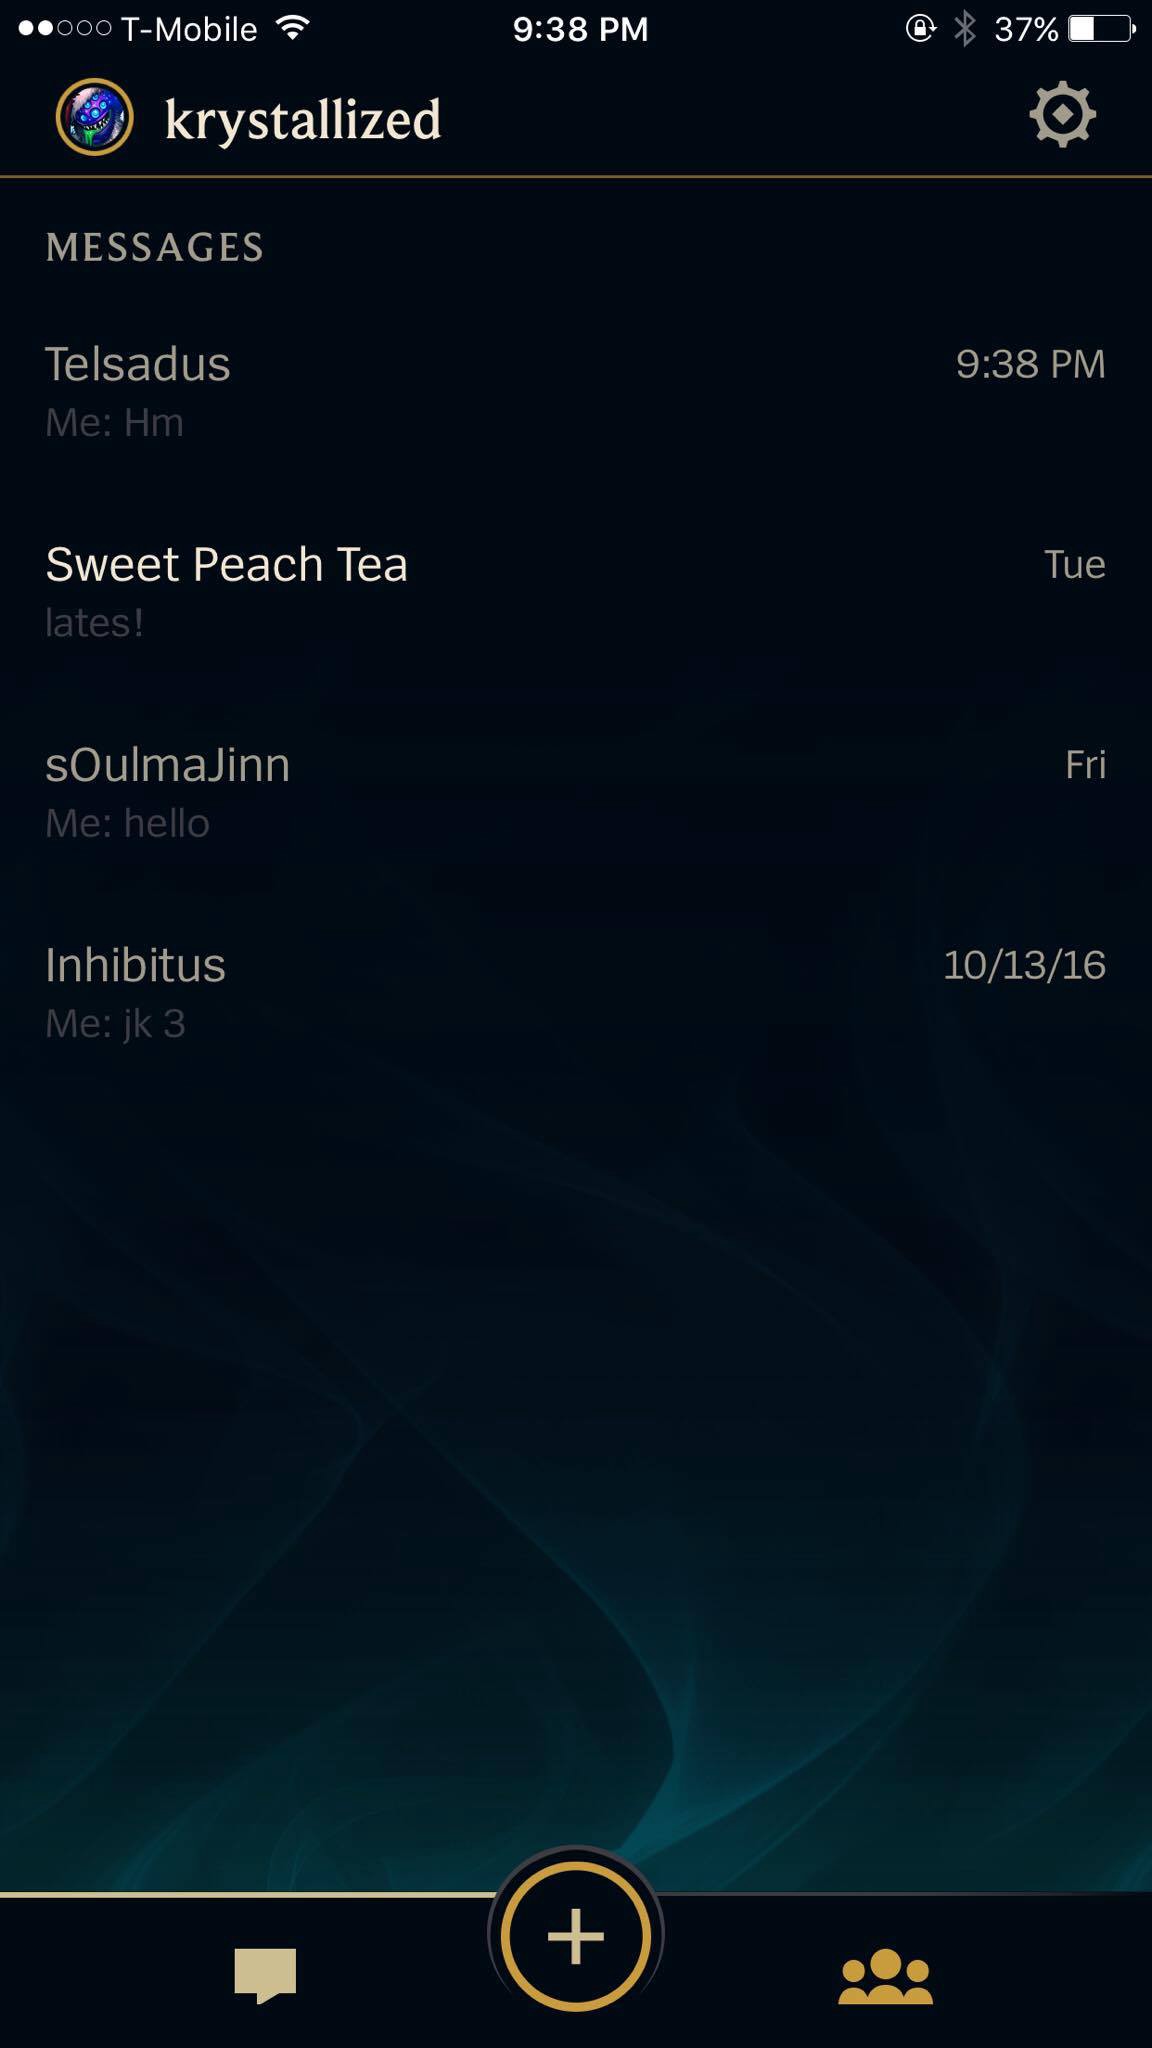 T-Mobile 9:38 PM 37%
krystallized
MESSAGES
Telsadus 9:38 PM
Me: Hm
Sweet Peach Tea Tue
lates!
sOulmaJinn Fri
Me: hello
Inhibitus 10/13/16
Me: jk 3